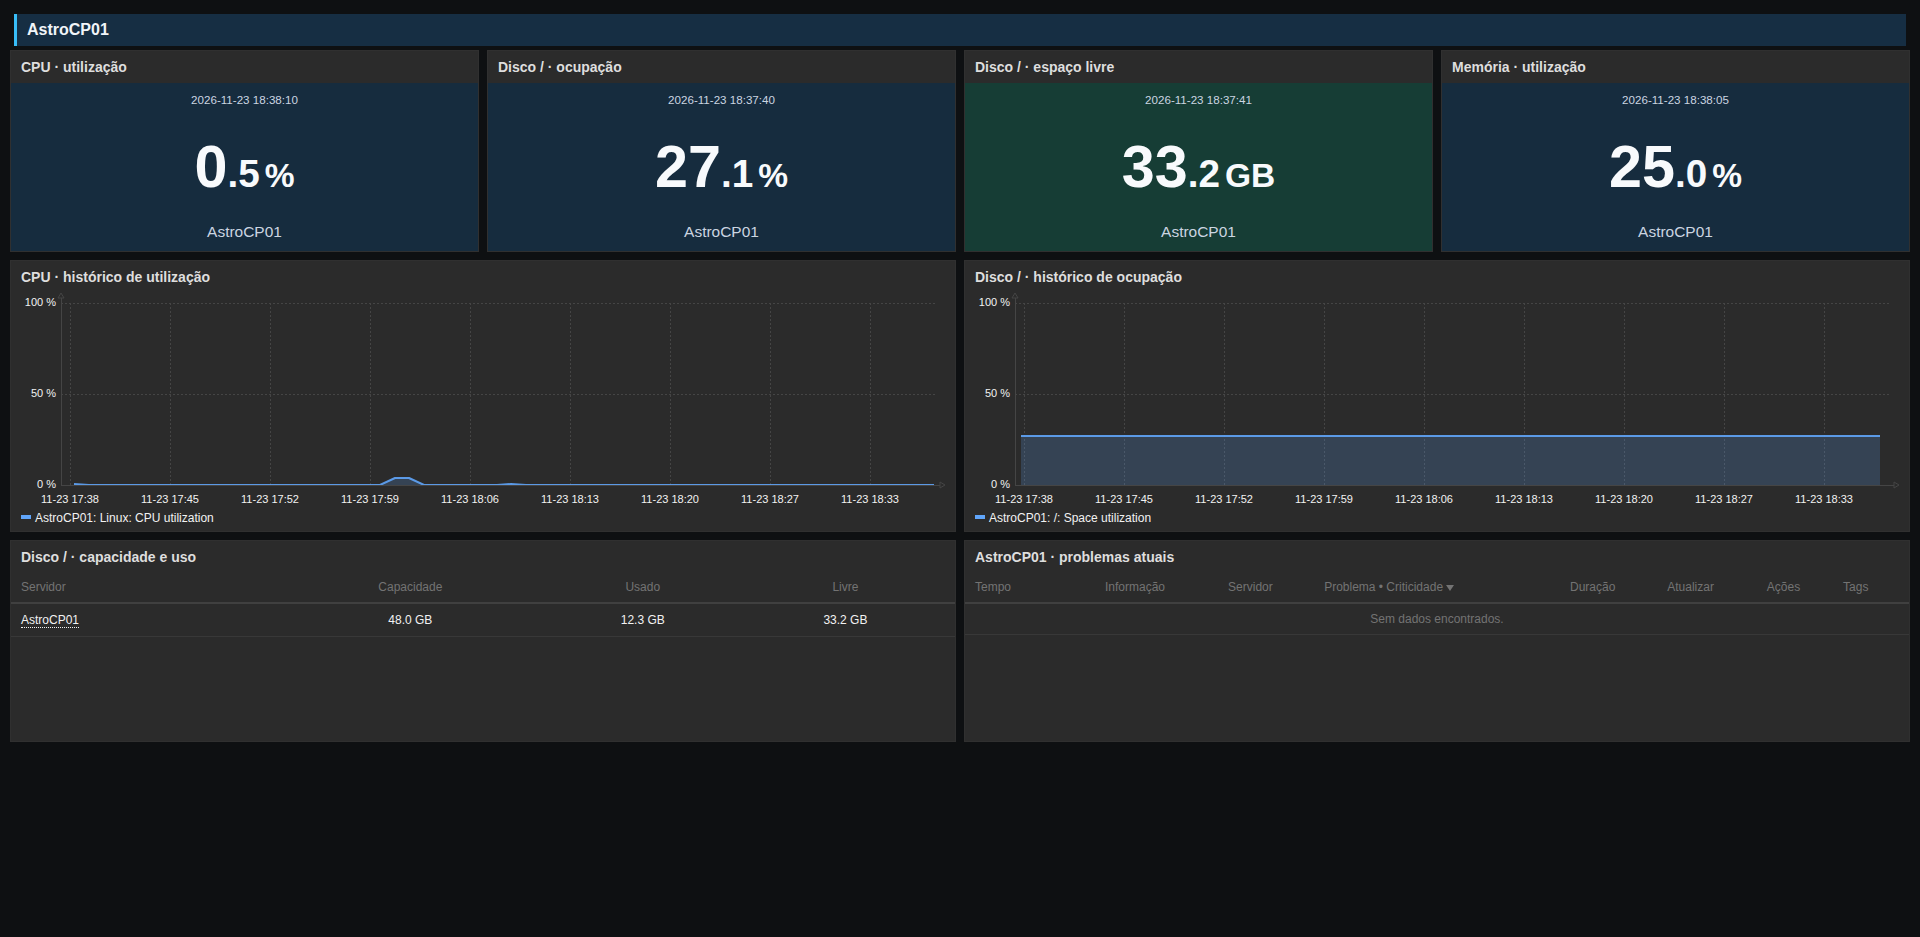 AstroCP01
CPU · utilização
2026-11-23 18:38:10
0.5 %
AstroCP01
Disco / · ocupação
2026-11-23 18:37:40
27.1 %
AstroCP01
Disco / · espaço livre
2026-11-23 18:37:41
33.2 GB
AstroCP01
Memória · utilização
2026-11-23 18:38:05
25.0 %
AstroCP01
CPU · histórico de utilização
100 %
50 %
0 %
11-23 17:38 11-23 17:45 11-23 17:52 11-23 17:59 11-23 18:06 11-23 18:13 11-23 18:20 11-23 18:27 11-23 18:33
AstroCP01: Linux: CPU utilization
Disco / · histórico de ocupação
100 %
50 %
0 %
11-23 17:38 11-23 17:45 11-23 17:52 11-23 17:59 11-23 18:06 11-23 18:13 11-23 18:20 11-23 18:27 11-23 18:33
AstroCP01: /: Space utilization
Disco / · capacidade e uso
Servidor Capacidade Usado Livre
AstroCP01 48.0 GB 12.3 GB 33.2 GB
AstroCP01 · problemas atuais
Tempo Informação Servidor Problema • Criticidade Duração Atualizar Ações Tags
Sem dados encontrados.